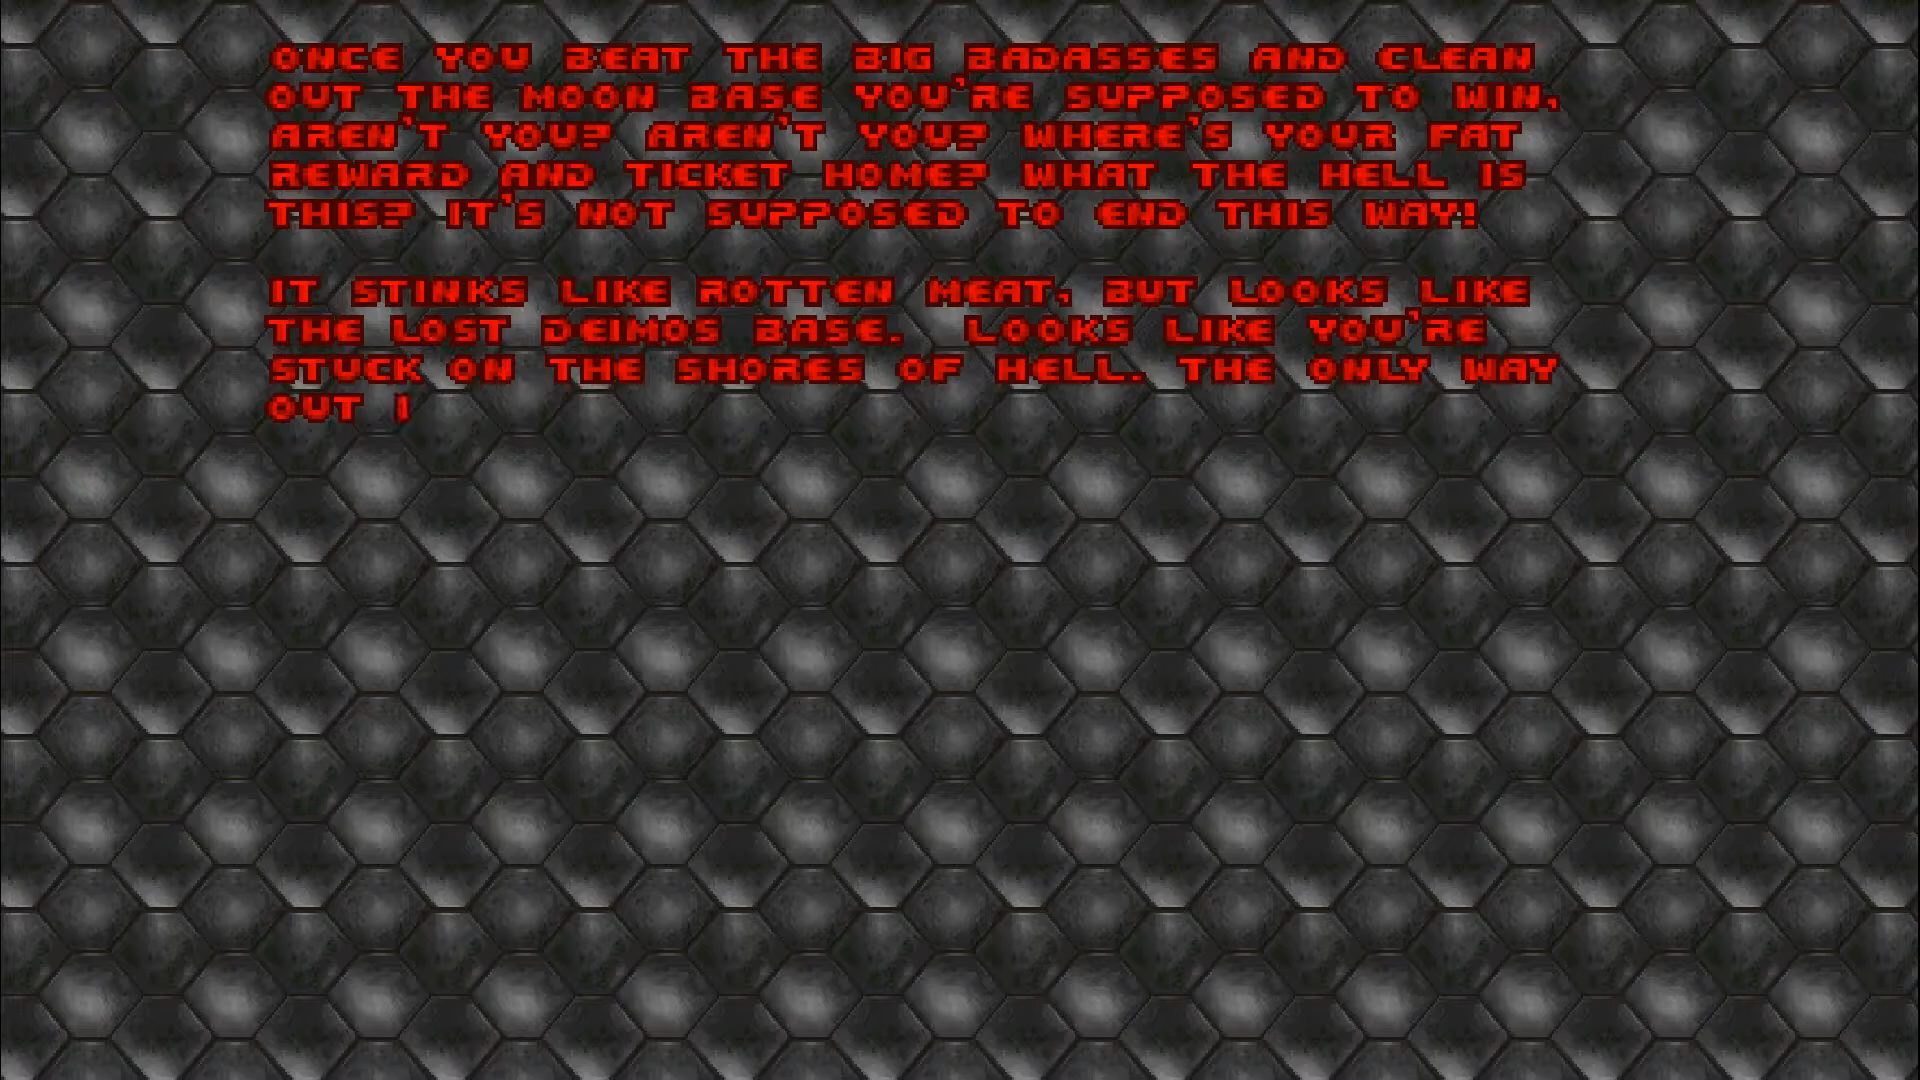 ONCE YOU BEAT THE BIG BADASSES AND CLEAN
OUT THE MOON BASE YOU'RE SUPPOSED TO WIN,
AREN'T YOU? AREN'T YOU? WHERE'S YOUR FAT
REWARD AND TICKET HOME? WHAT THE HELL IS
THIS? IT'S NOT SUPPOSED TO END THIS WAY!
IT STINKS LIKE ROTTEN MEAT, BUT LOOKS LIKE
THE LOST DEIMOS BASE.  LOOKS LIKE YOU'RE
STUCK ON THE SHORES OF HELL. THE ONLY WAY
OUT I